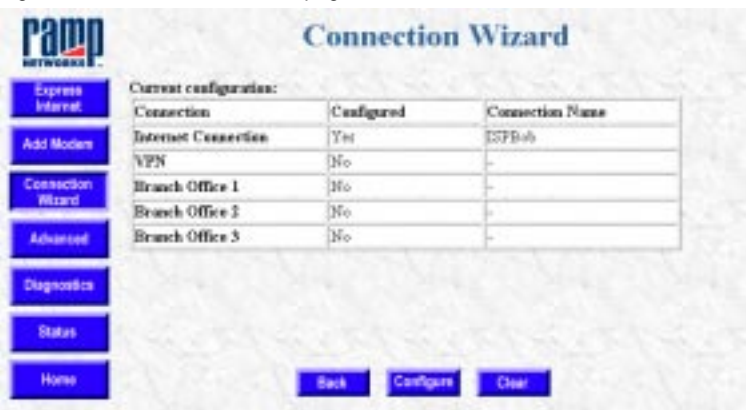 ramp
NETWORKS
Connection Wizard
Express Internet
Add Modem
Connection Wizard
Advanced
Diagnostics
Status
Home
Current configuration:
Connection Configured Connection Name
Internet Connection Yes ISPBob
VPN No -
Branch Office 1 No -
Branch Office 2 No -
Branch Office 3 No -
Back Configure Clear